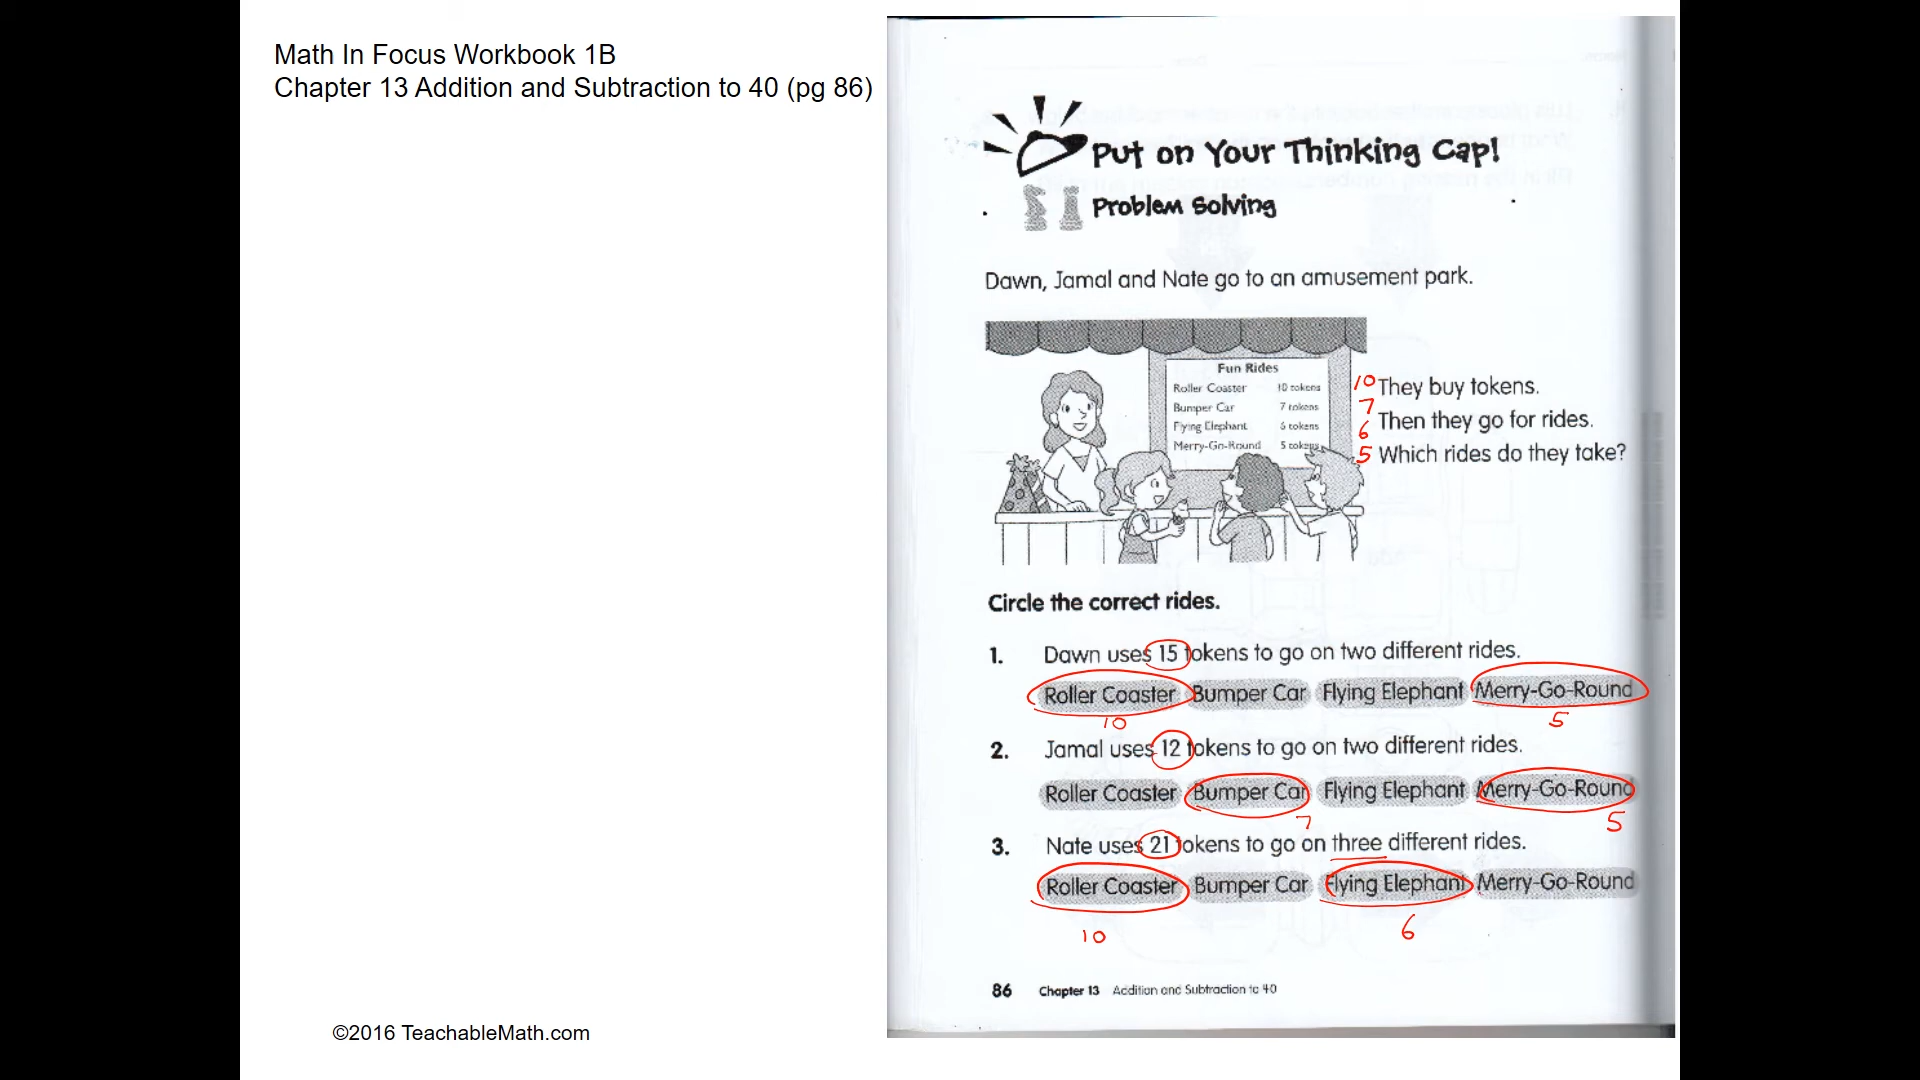 Math In Focus Workbook 1B
Chapter 13 Addition and Subtraction to 40 (pg 86)
Put on Your Thinking Cap!
Problem Solving
Dawn, Jamal and Nate go to an amusement park.
Fun Rides
Roller Coaster 10 tokens
Bumper Car 7 tokens
Flying Elephant 6 tokens
Merry-Go-Round 5 tokens
10 They buy tokens.
7
Then they go for rides.
6
5 Which rides do they take?
Circle the correct rides.
1. Dawn uses 15 tokens to go on two different rides.
Roller Coaster Bumper Car Flying Elephant Merry-Go-Round
10 5
2. Jamal uses 12 tokens to go on two different rides.
Roller Coaster Bumper Car Flying Elephant Merry-Go-Round
7 5
3. Nate uses 21 tokens to go on three different rides.
Roller Coaster Bumper Car Flying Elephant Merry-Go-Round
10 6
86 Chapter 13 Addition and Subtraction to 40
©2016 TeachableMath.com